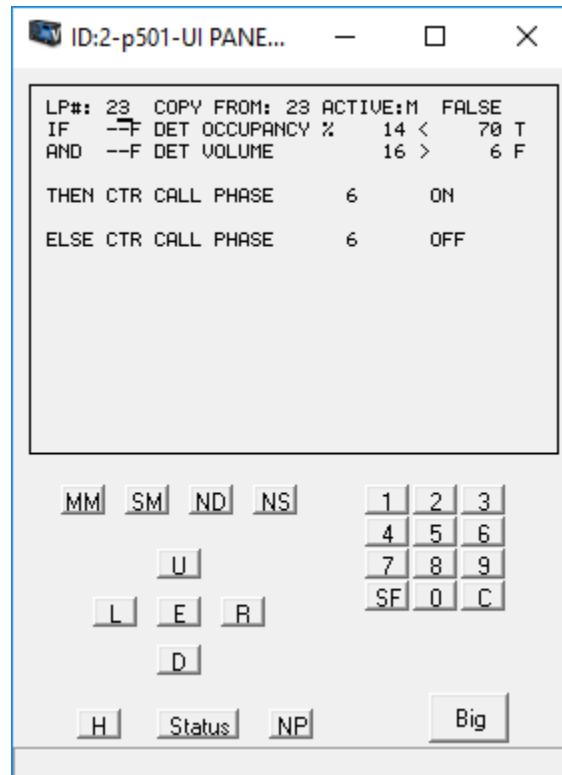 ID:2-p501-UI PANE...
LP#: 23 COPY FROM: 23 ACTIVE:M FALSE
IF --F DET OCCUPANCY % 14 < 70 T
AND --F DET VOLUME 16 > 6 F
THEN CTR CALL PHASE 6 ON
ELSE CTR CALL PHASE 6 OFF
MM SM ND NS 1 2 3
4 5 6
U 7 8 9
L E R SF 0 C
D
H Status NP Big